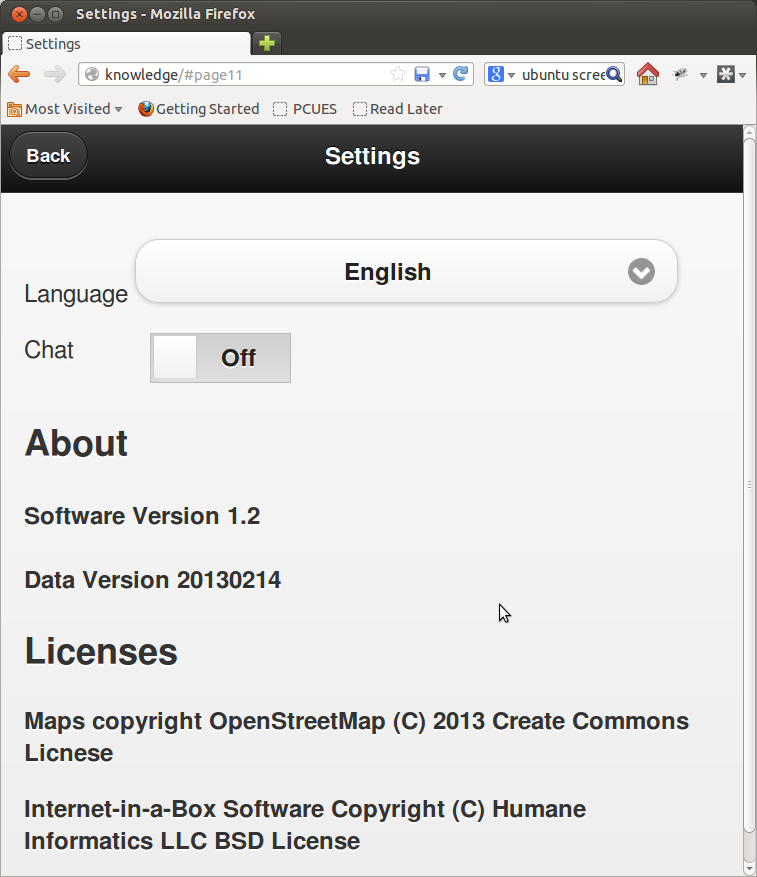 Settings - Mozilla Firefox
Settings
knowledge/#page11
ubuntu scree
Most Visited Getting Started PCUES Read Later
Back Settings
English
Language
Chat Off
About
Software Version 1.2
Data Version 20130214
Licenses
Maps copyright OpenStreetMap (C) 2013 Create Commons
Licnese
Internet-in-a-Box Software Copyright (C) Humane
Informatics LLC BSD License